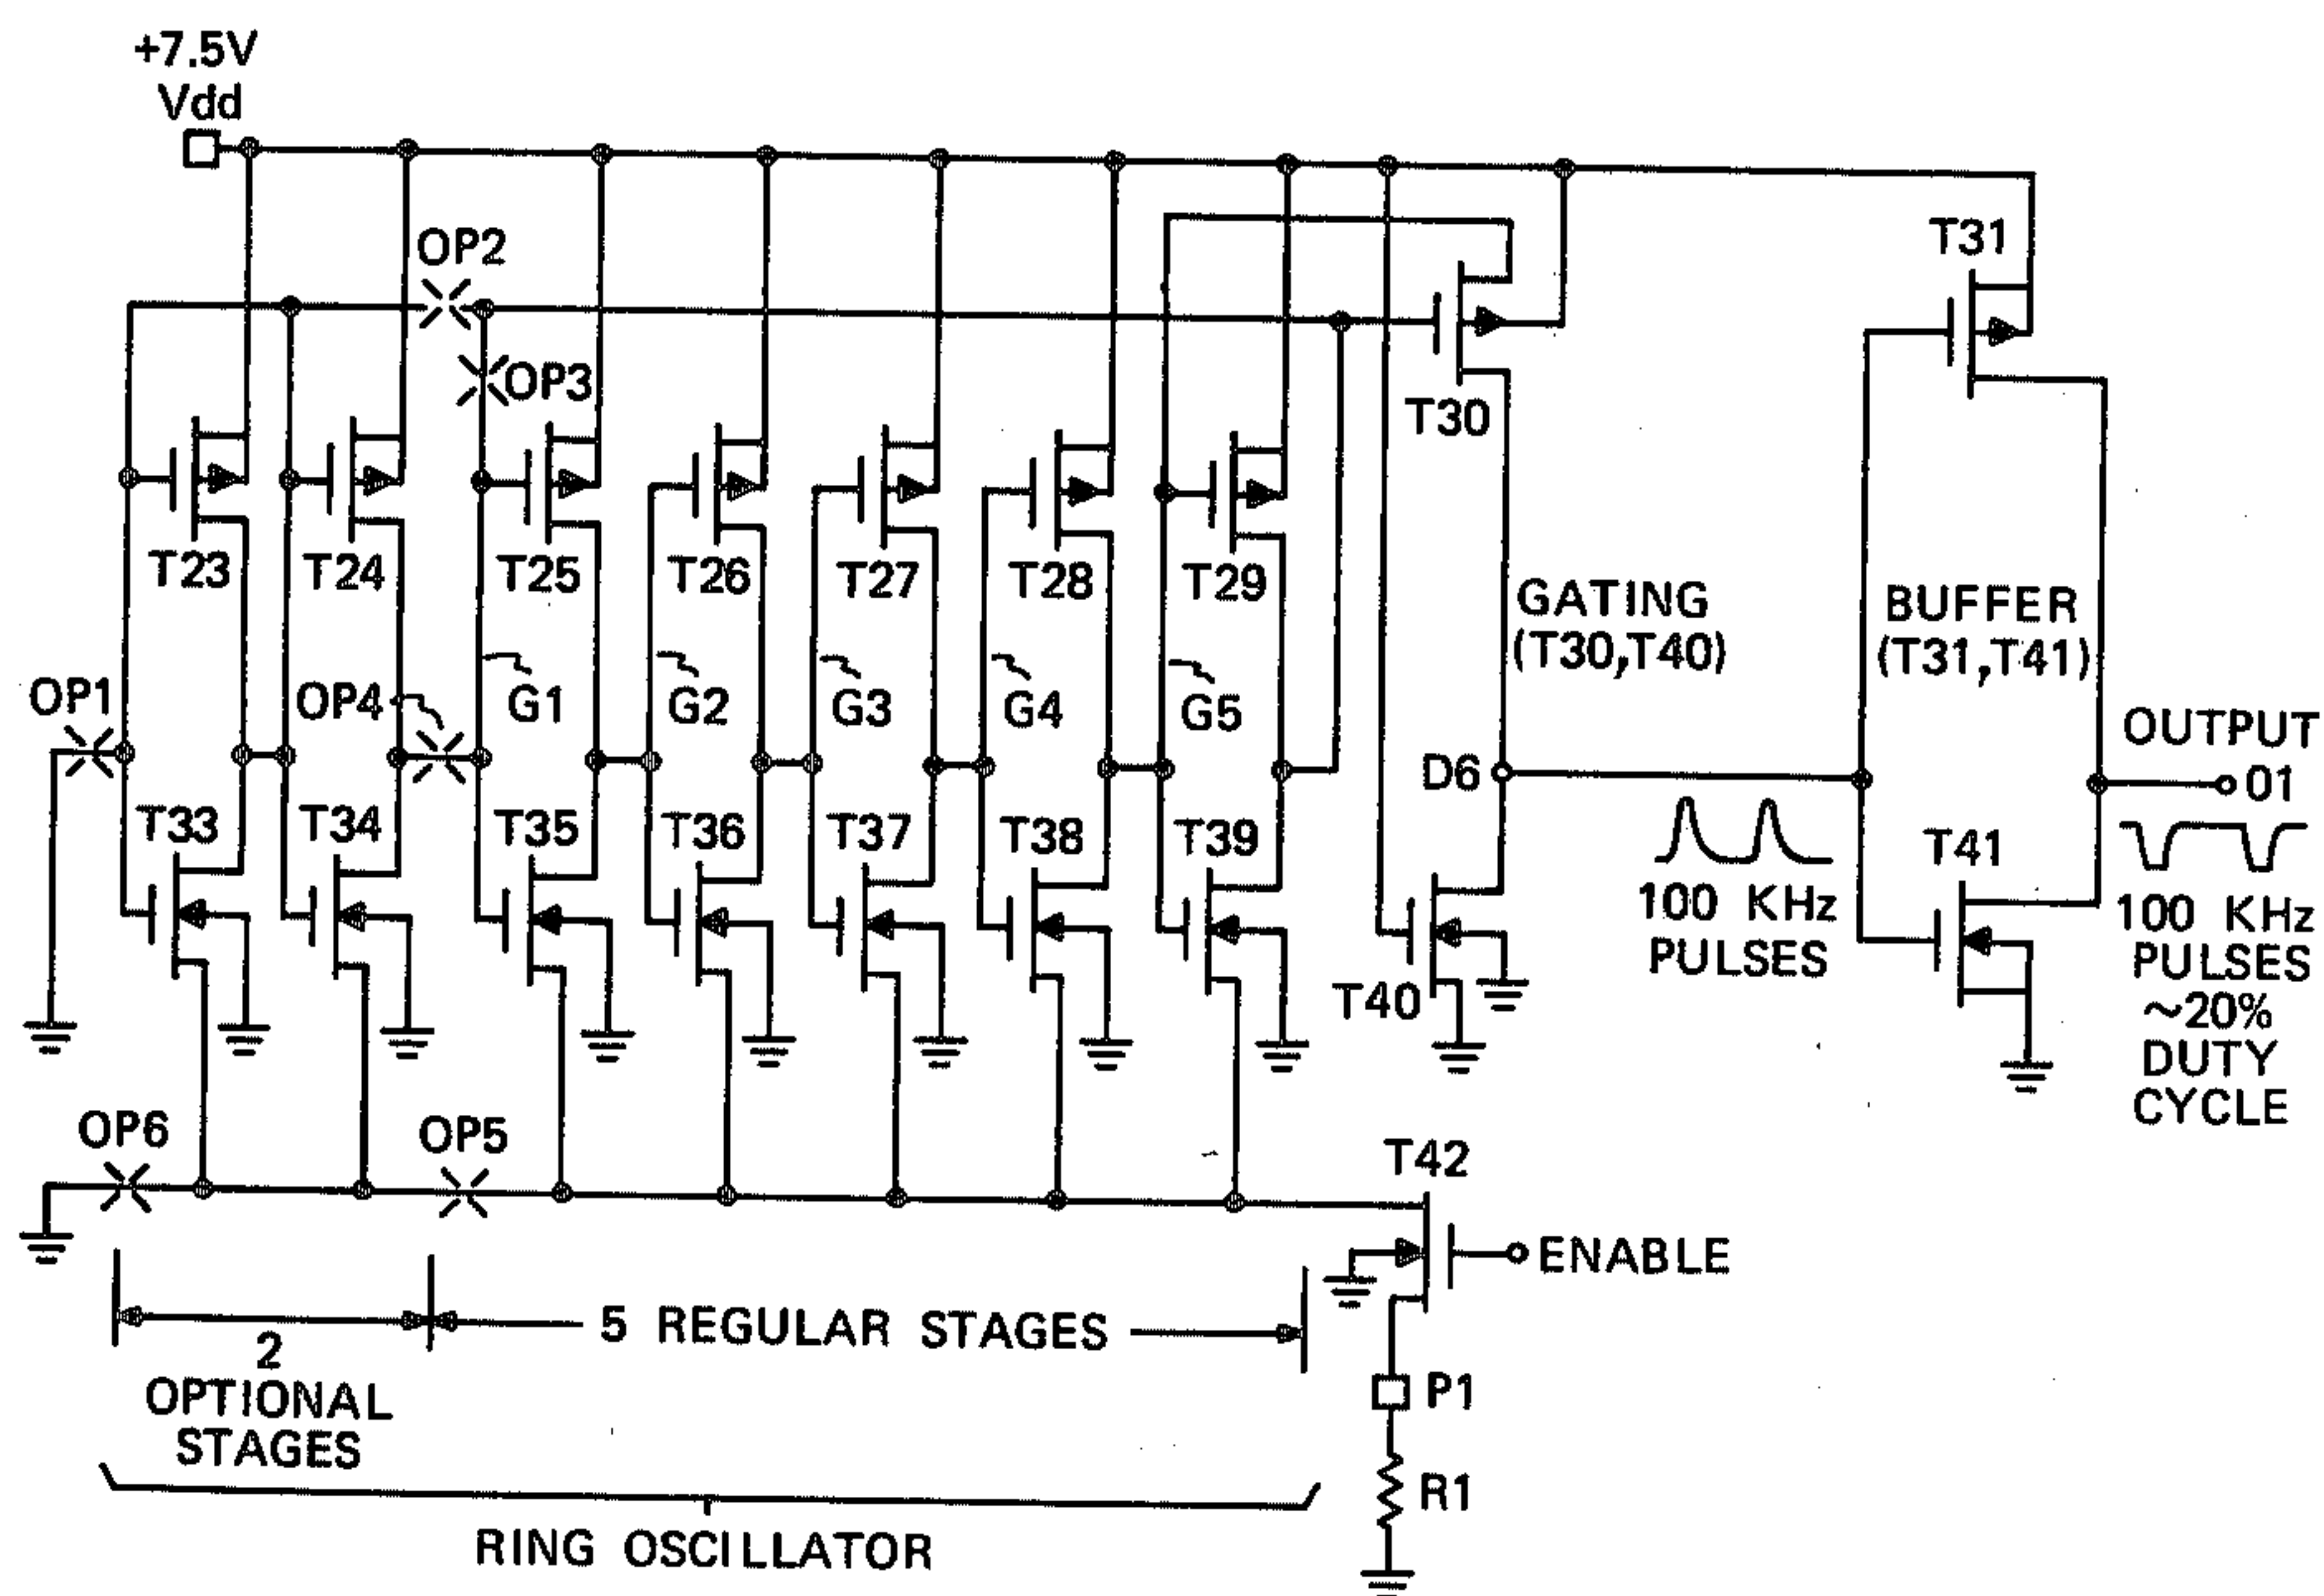 +7.5V
Vdd
OP2
OP3
T31
T30
T23
T24
T25
T26
T27
T28
T29
GATING
(T30,T40)
BUFFER
(T31,T41)
OP1
OP4
G1
G2
G3
G4
G5
D6
OUTPUT
01
T33
T34
T35
T36
T37
T38
T39
T40
T41
100 KHz
PULSES
100 KHz
PULSES
~20%
DUTY
CYCLE
OP6
OP5
T42
ENABLE
2
OPTIONAL
STAGES
5 REGULAR STAGES
P1
R1
RING OSCILLATOR